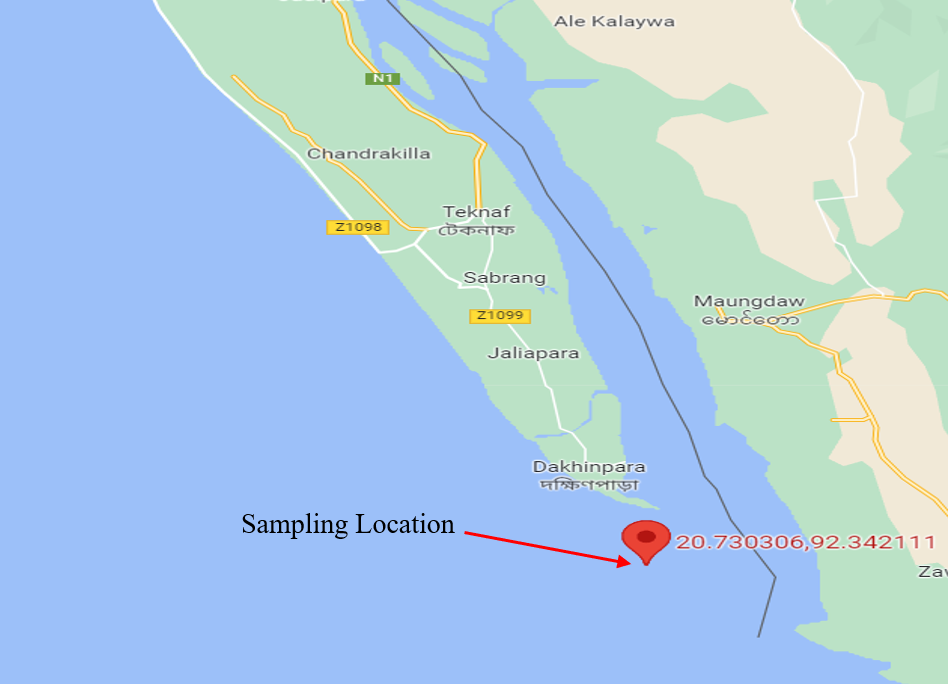 Ale Kalaywa
N1
Chandrakilla
Teknaf
টেকনাফ
Z1098
Sabrang
Z1099
Maungdaw
မောင်တော
Jaliapara
Dakhinpara
দক্ষিণপাড়া
Sampling Location
20.730306,92.342111